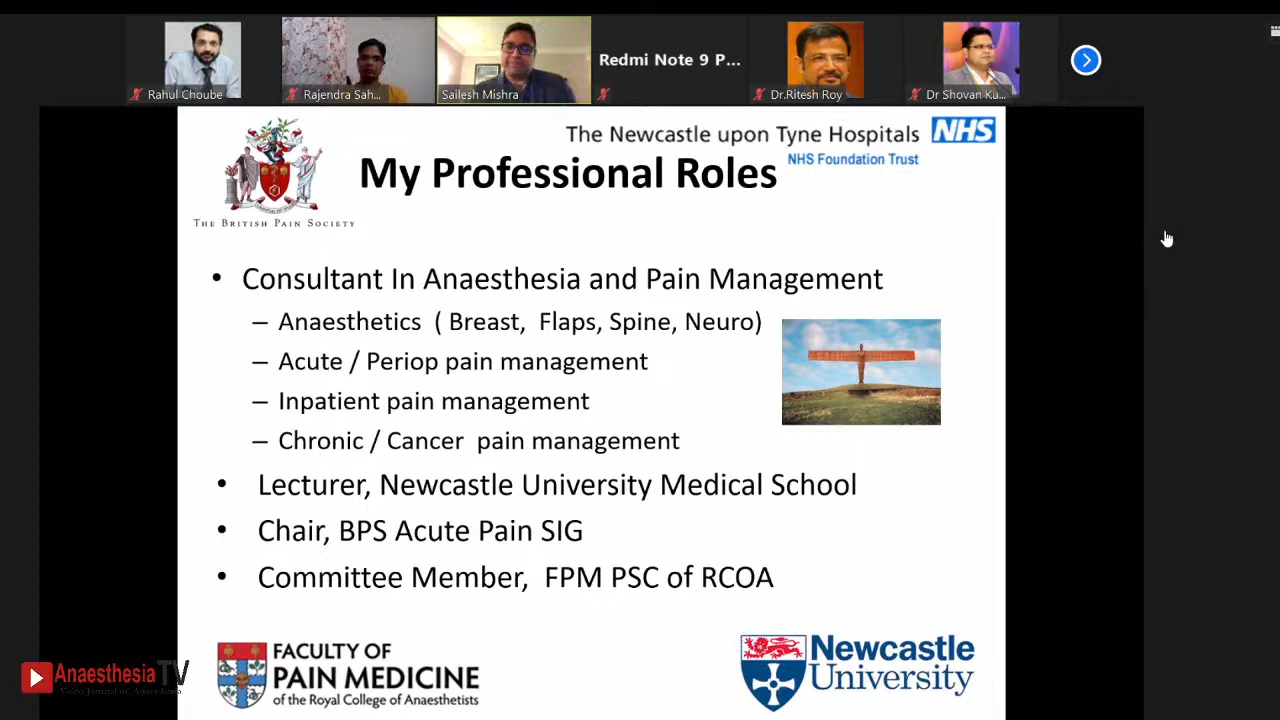 Rahul Choube
Rajendra Sah...
Sailesh Mishra
Redmi Note 9 P...
Dr.Ritesh Roy
Dr Shovan Ku...
The Newcastle upon Tyne Hospitals NHS
NHS Foundation Trust
My Professional Roles
THE BRITISH PAIN SOCIETY
• Consultant In Anaesthesia and Pain Management
– Anaesthetics ( Breast, Flaps, Spine, Neuro)
– Acute / Periop pain management
– Inpatient pain management
– Chronic / Cancer pain management
• Lecturer, Newcastle University Medical School
• Chair, BPS Acute Pain SIG
• Committee Member, FPM PSC of RCOA
FACULTY OF
PAIN MEDICINE
of the Royal College of Anaesthetists
Newcastle
University
Anaesthesia TV